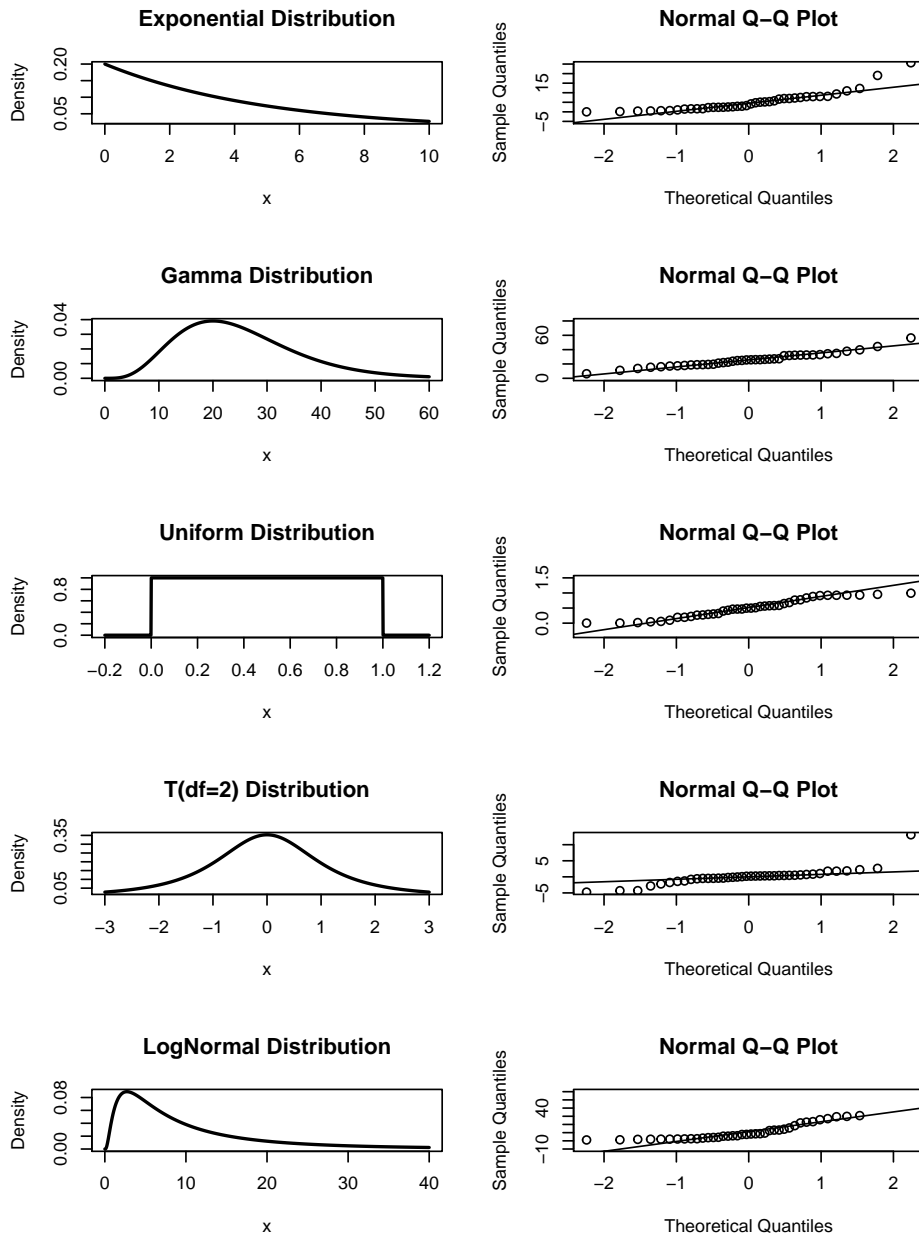 Exponential Distribution
Density
0.05
0.20
0 2 4 6 8 10
x
Normal Q−Q Plot
Sample Quantiles
−5
15
−2 −1 0 1 2
Theoretical Quantiles
Gamma Distribution
Density
0.00
0.04
0 10 20 30 40 50 60
x
Normal Q−Q Plot
Sample Quantiles
0
60
−2 −1 0 1 2
Theoretical Quantiles
Uniform Distribution
Density
0.0
0.8
−0.2 0.0 0.2 0.4 0.6 0.8 1.0 1.2
x
Normal Q−Q Plot
Sample Quantiles
0.0
1.5
−2 −1 0 1 2
Theoretical Quantiles
T(df=2) Distribution
Density
0.05
0.35
−3 −2 −1 0 1 2 3
x
Normal Q−Q Plot
Sample Quantiles
−5
5
−2 −1 0 1 2
Theoretical Quantiles
LogNormal Distribution
Density
0.00
0.08
0 10 20 30 40
x
Normal Q−Q Plot
Sample Quantiles
−10
40
−2 −1 0 1 2
Theoretical Quantiles